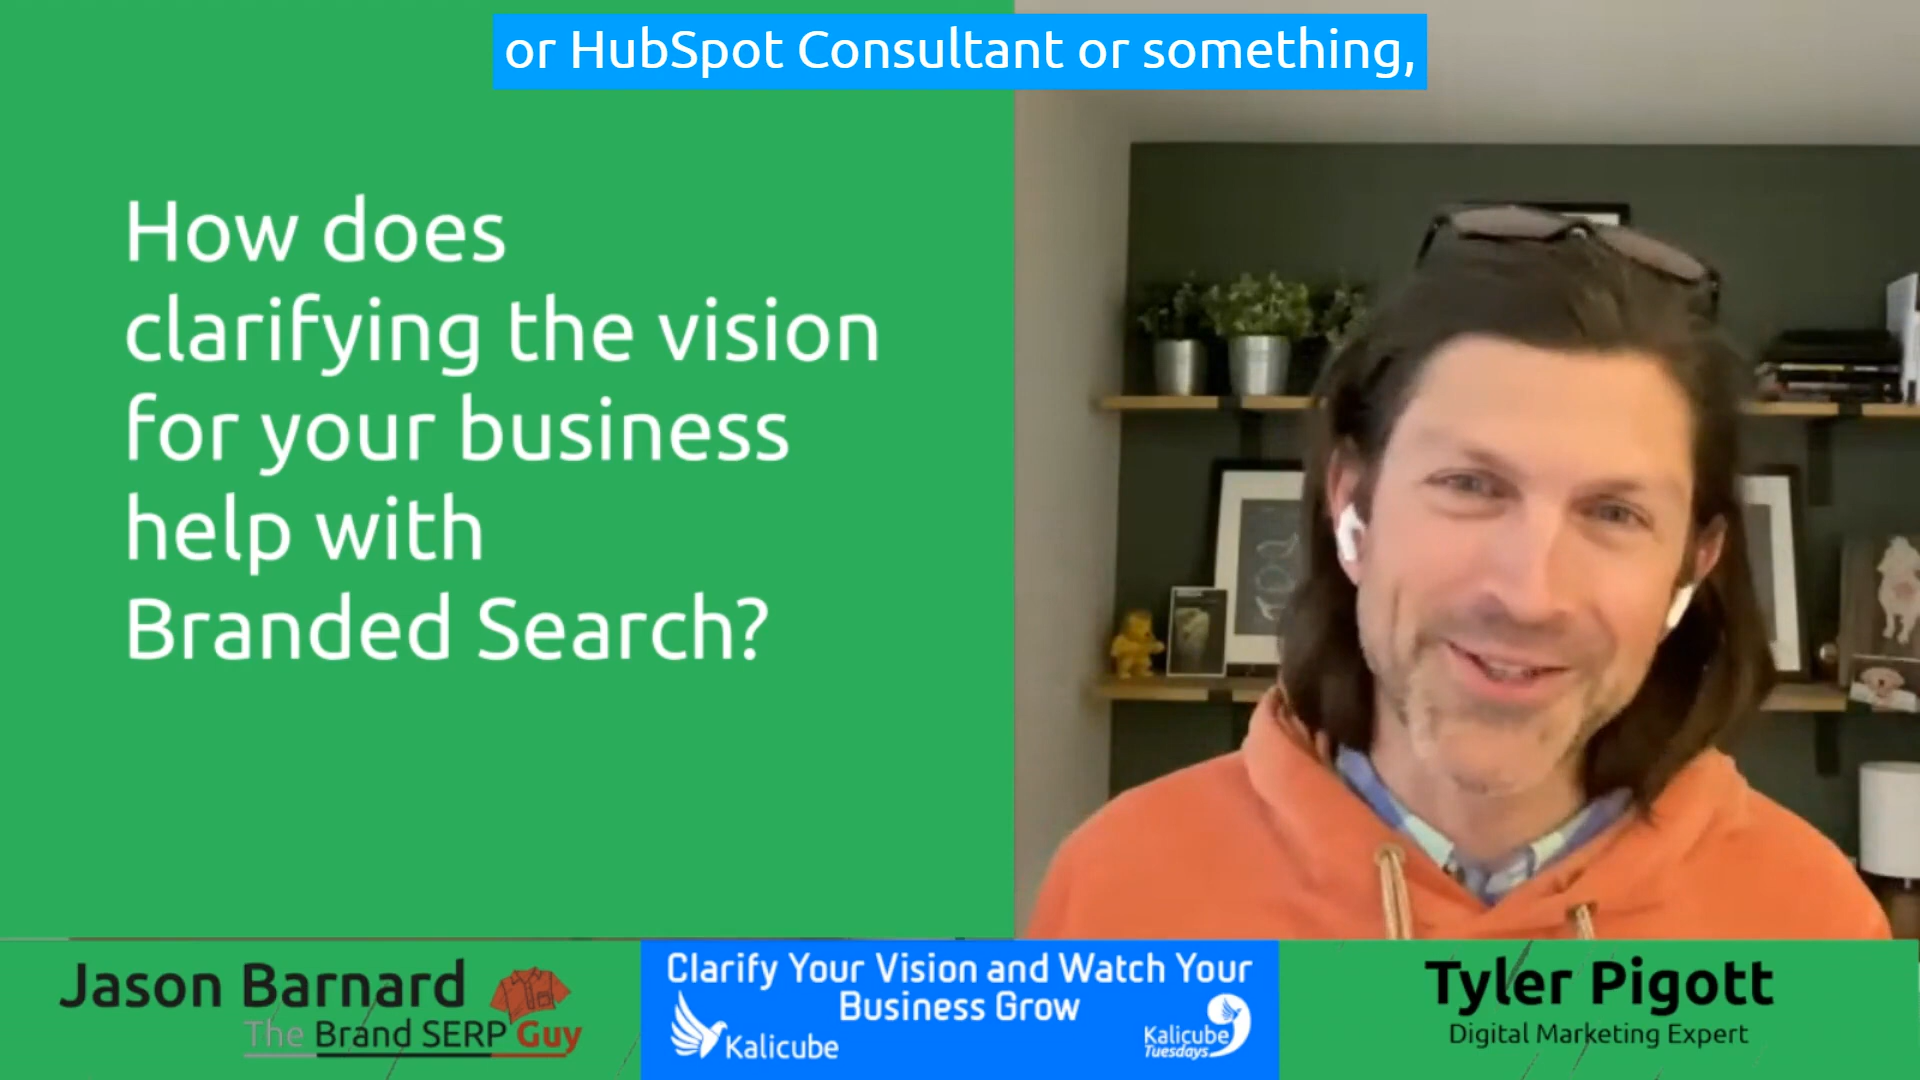 or HubSpot Consultant or something,
How does
clarifying the vision
for your business
help with
Branded Search?
Jason Barnard
The Brand SERP Guy
Clarify Your Vision and Watch Your
Business Grow
Kalicube
Kalicube
Tuesdays
Tyler Pigott
Digital Marketing Expert